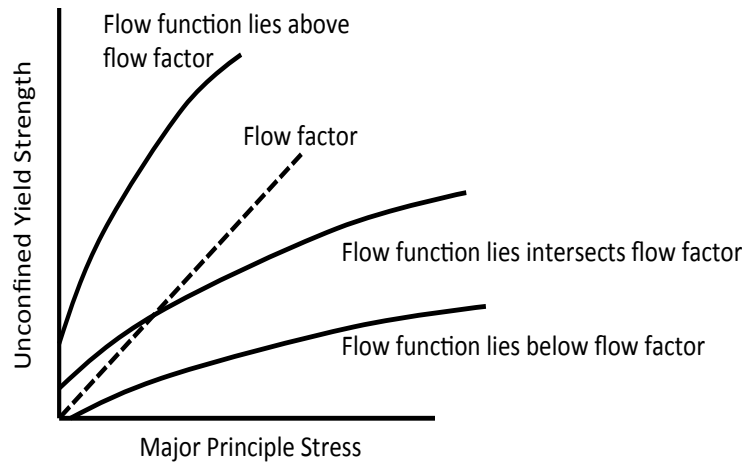 Flow function lies above
flow factor
Flow factor
Flow function lies intersects flow factor
Flow function lies below flow factor
Unconfined Yield Strength
Major Principle Stress